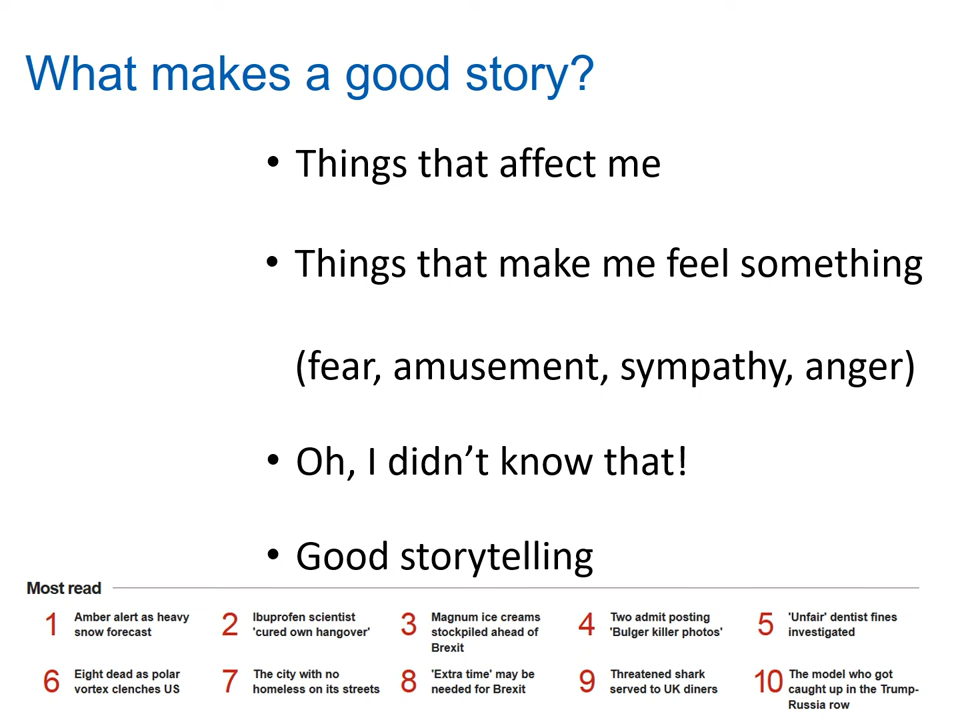 What makes a good story?
• Things that affect me
• Things that make me feel something
(fear, amusement, sympathy, anger)
• Oh, I didn’t know that!
• Good storytelling
Most read
1 Amber alert as heavy
snow forecast
2 Ibuprofen scientist
'cured own hangover'
3 Magnum ice creams
stockpiled ahead of
Brexit
4 Two admit posting
'Bulger killer photos'
5 'Unfair' dentist fines
investigated
6 Eight dead as polar
vortex clenches US
7 The city with no
homeless on its streets
8 'Extra time' may be
needed for Brexit
9 Threatened shark
served to UK diners
10 The model who got
caught up in the Trump-
Russia row